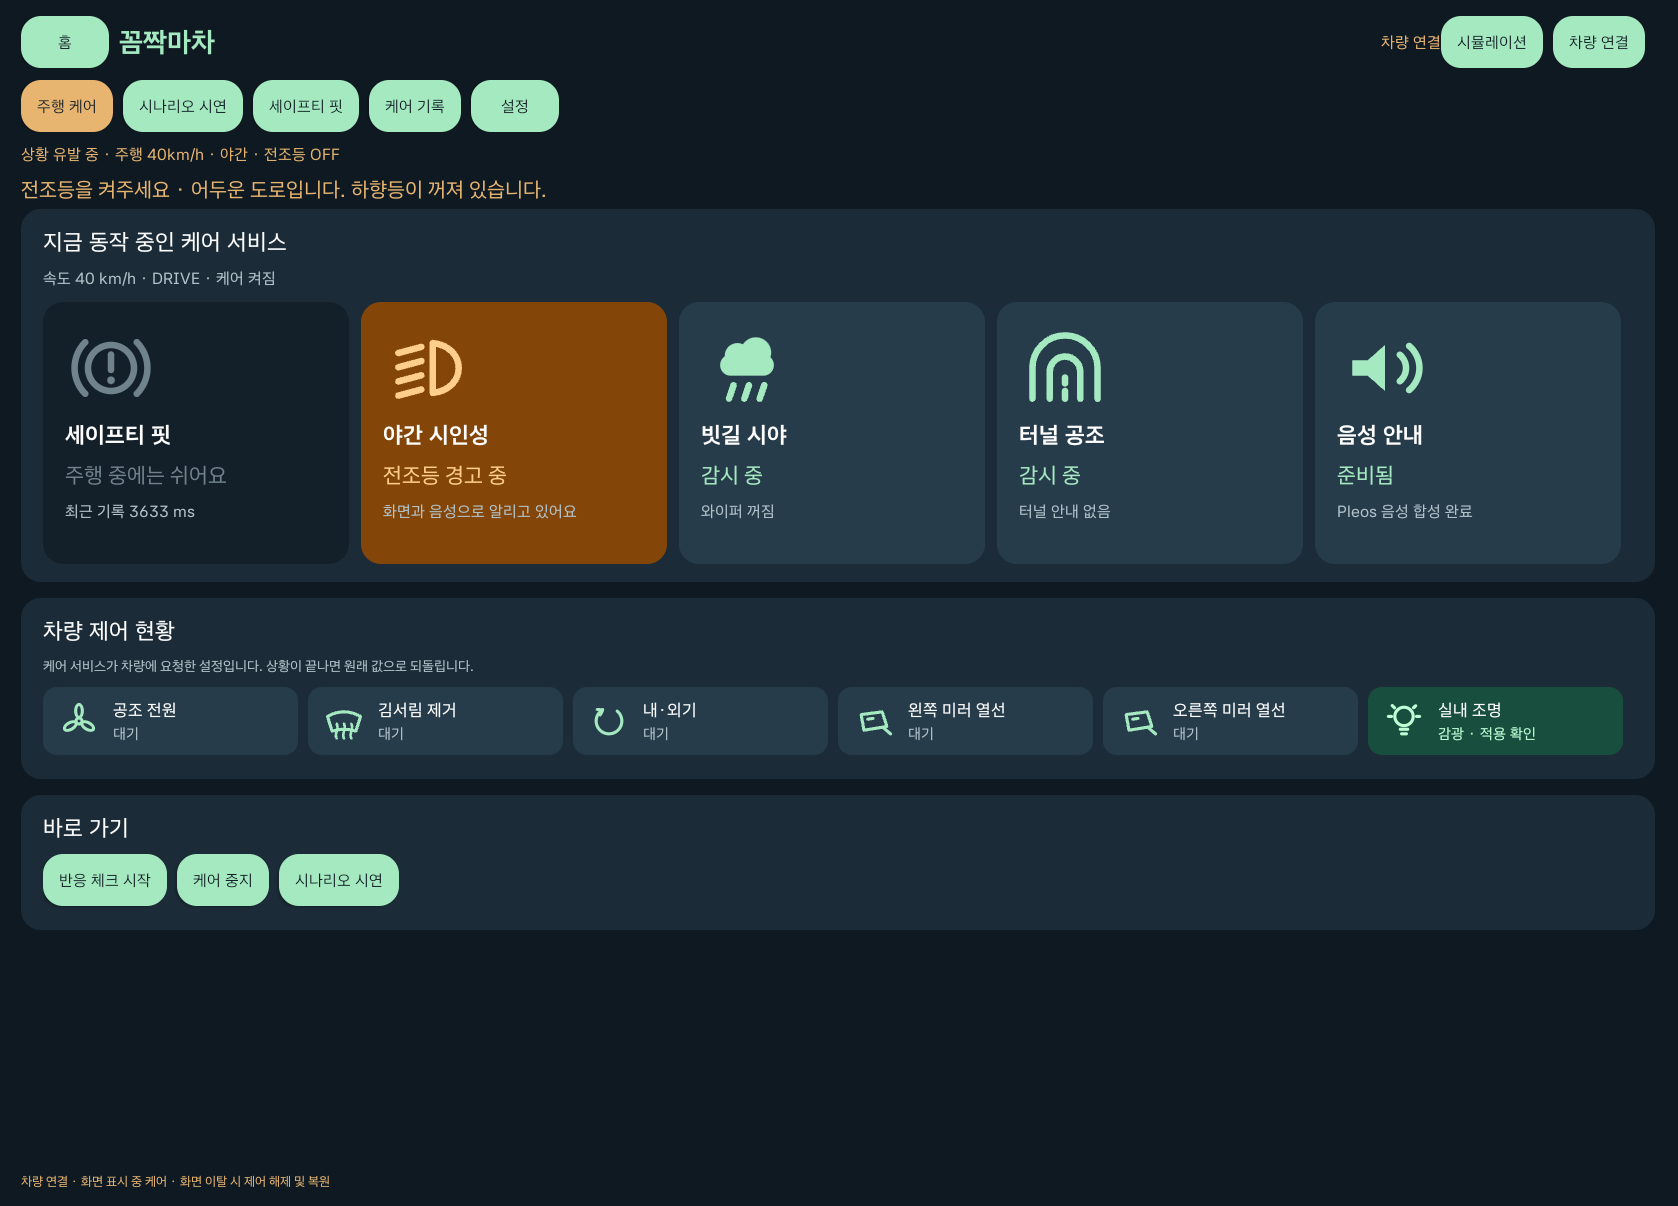 홈
꼼짝마차
차량 연결
시뮬레이션
차량 연결
주행 케어
시나리오 시연
세이프티 핏
케어 기록
설정
상황 유발 중 · 주행 40km/h · 야간 · 전조등 OFF
전조등을 켜주세요 · 어두운 도로입니다. 하향등이 꺼져 있습니다.
지금 동작 중인 케어 서비스
속도 40 km/h · DRIVE · 케어 켜짐
세이프티 핏
주행 중에는 쉬어요
최근 기록 3633 ms
야간 시인성
전조등 경고 중
화면과 음성으로 알리고 있어요
빗길 시야
감시 중
와이퍼 꺼짐
터널 공조
감시 중
터널 안내 없음
음성 안내
준비됨
Pleos 음성 합성 완료
차량 제어 현황
케어 서비스가 차량에 요청한 설정입니다. 상황이 끝나면 원래 값으로 되돌립니다.
공조 전원
대기
김서림 제거
대기
내·외기
대기
왼쪽 미러 열선
대기
오른쪽 미러 열선
대기
실내 조명
감광 · 적용 확인
바로 가기
반응 체크 시작
케어 중지
시나리오 시연
차량 연결 · 화면 표시 중 케어 · 화면 이탈 시 제어 해제 및 복원